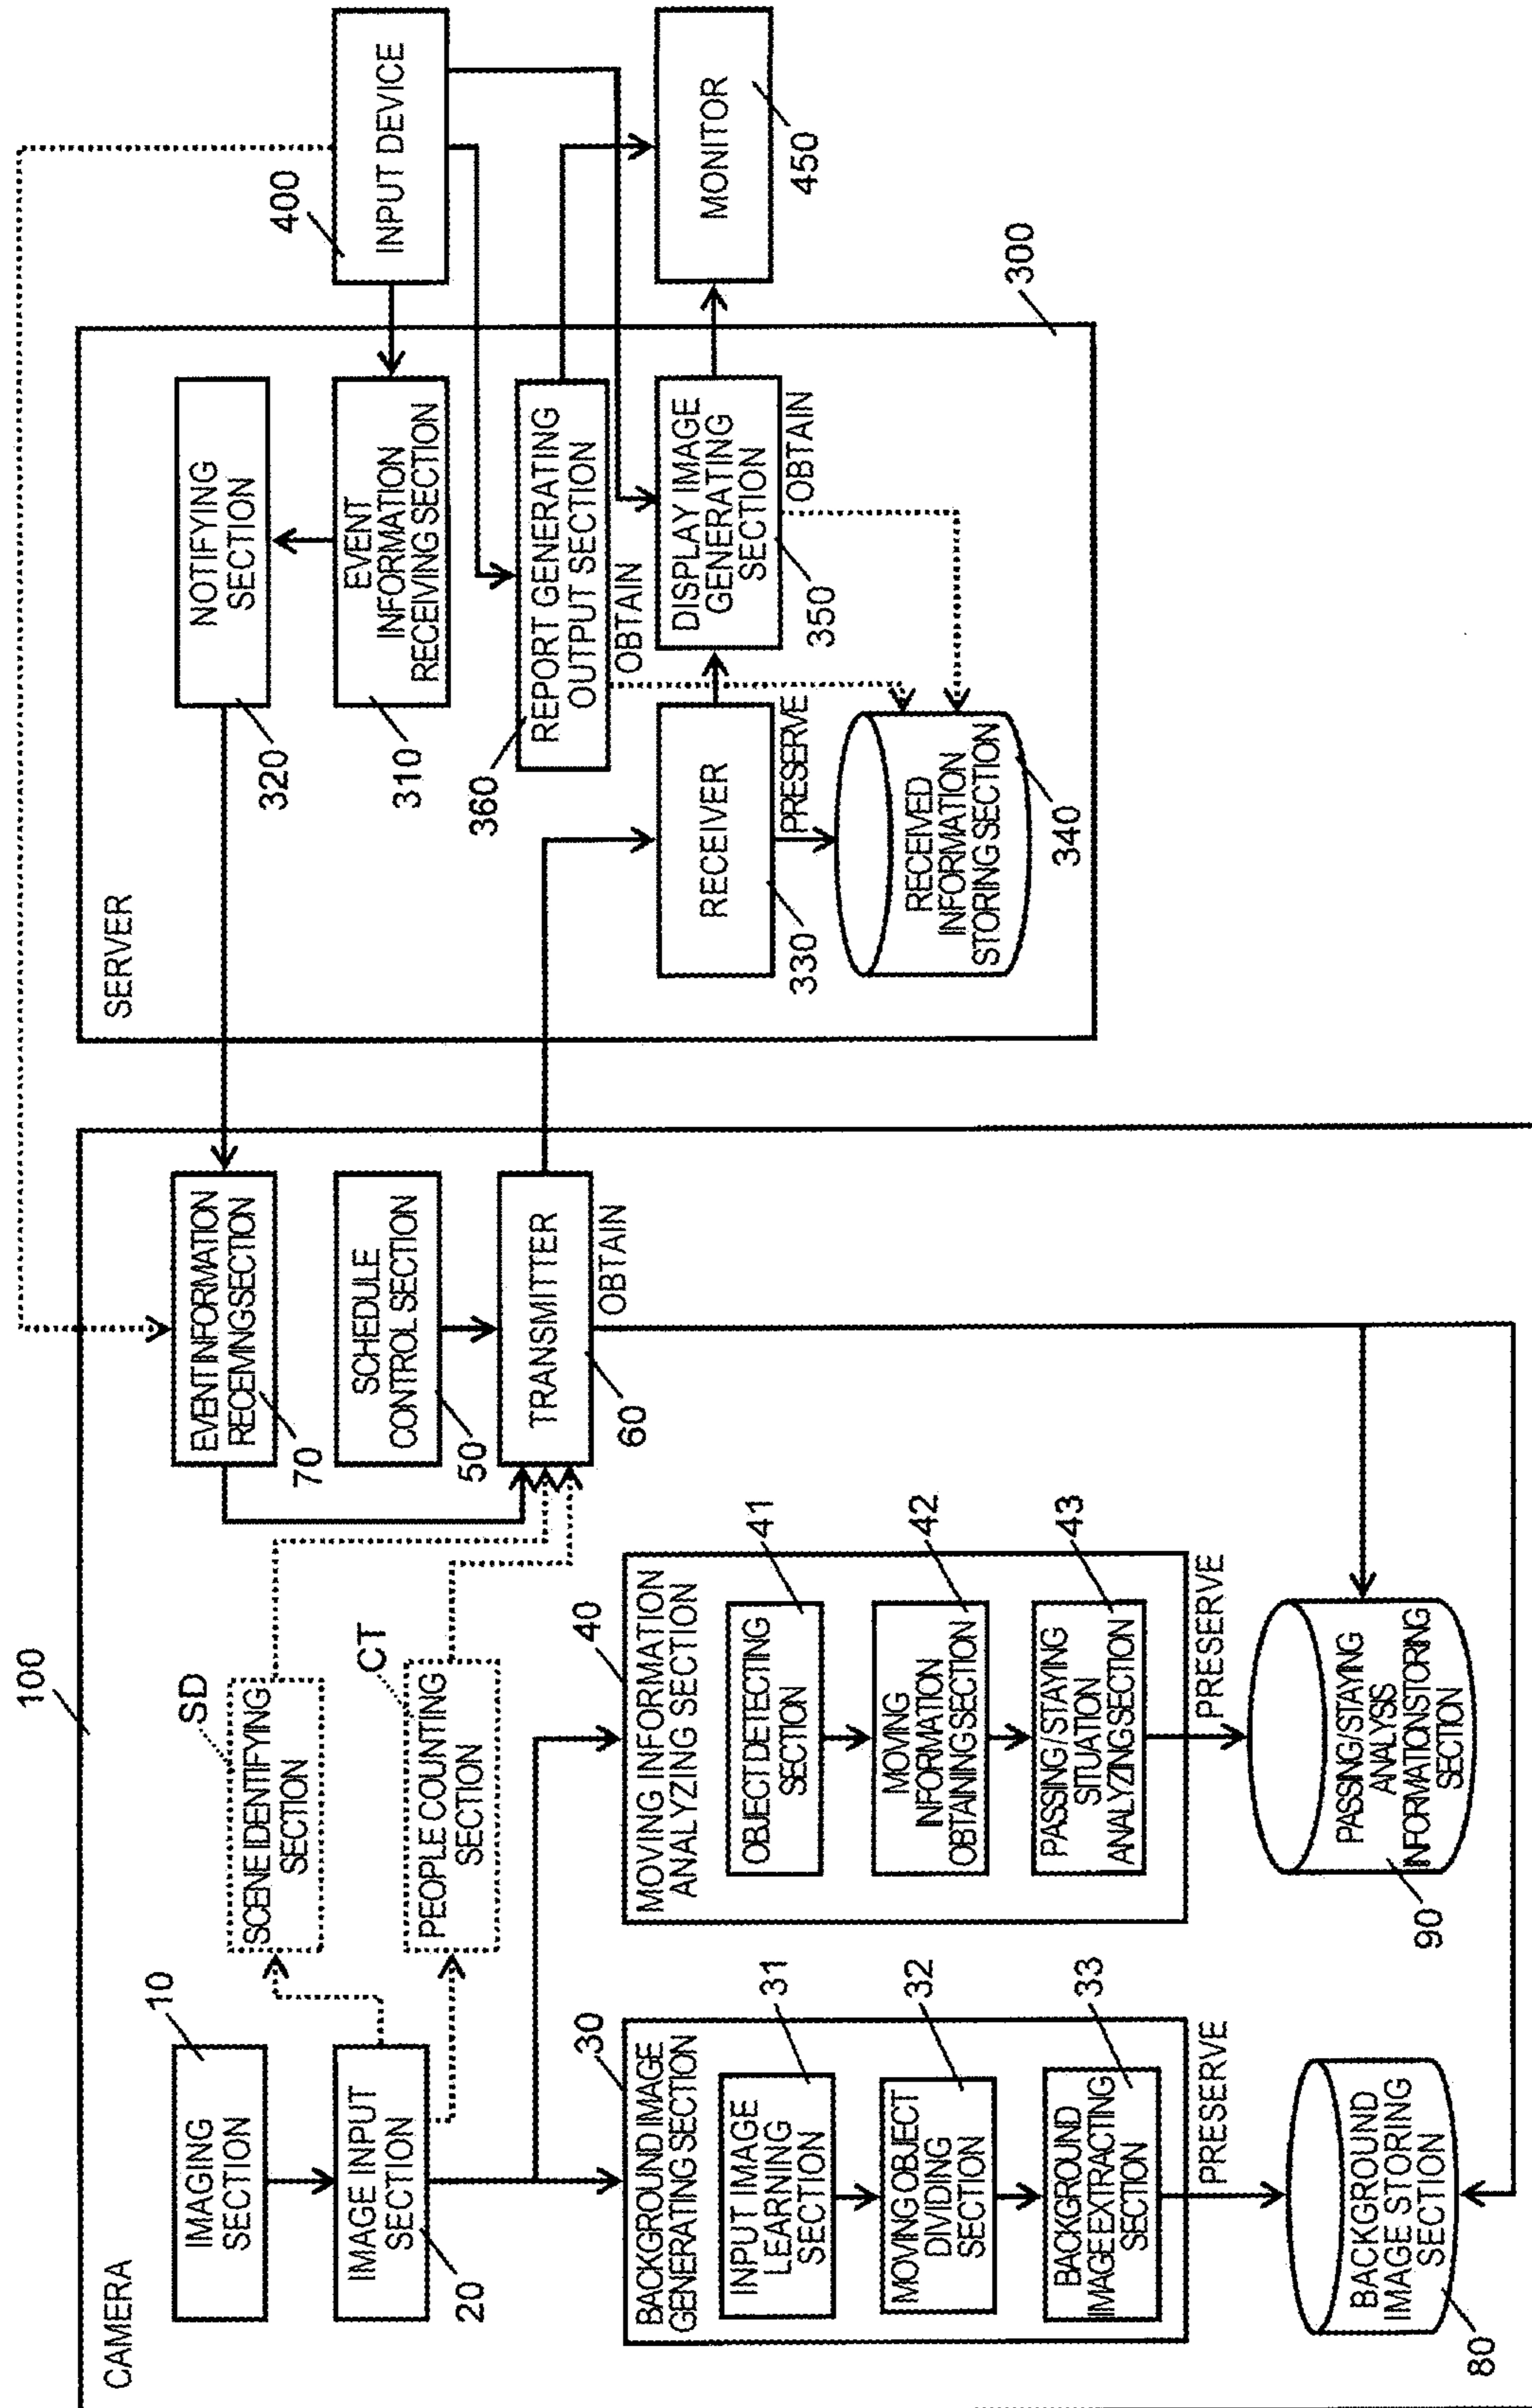 CAMERA
100
10
IMAGING
SECTION
IMAGE INPUT
SECTION
20
SD
SCENE IDENTIFYING
SECTION
CT
PEOPLE COUNTING
SECTION
EVENT INFORMATION
RECEIVING SECTION
70
SCHEDULE
CONTROL SECTION
50
TRANSMITTER
60
OBTAIN
30
BACKGROUND IMAGE
GENERATING SECTION
31
INPUT IMAGE
LEARNING
SECTION
32
MOVING OBJECT
DIVIDING
SECTION
33
BACKGROUND
IMAGE EXTRACTING
SECTION
PRESERVE
BACKGROUND
IMAGE STORING
SECTION
80
40
MOVING INFORMATION
ANALYZING SECTION
41
OBJECT DETECTING
SECTION
42
MOVING
INFORMATION
OBTAINING SECTION
43
PASSING/STAYING
SITUATION
ANALYZING SECTION
PRESERVE
PASSING/STAYING
ANALYSIS
INFORMATION STORING
SECTION
90
SERVER
300
NOTIFYING
SECTION
320
EVENT
INFORMATION
RECEIVING SECTION
310
REPORT GENERATING
OUTPUT SECTION
360
OBTAIN
RECEIVER
330
PRESERVE
DISPLAY IMAGE
GENERATING
SECTION
350
OBTAIN
RECEIVED
INFORMATION
STORING SECTION
340
400
INPUT DEVICE
MONITOR
450